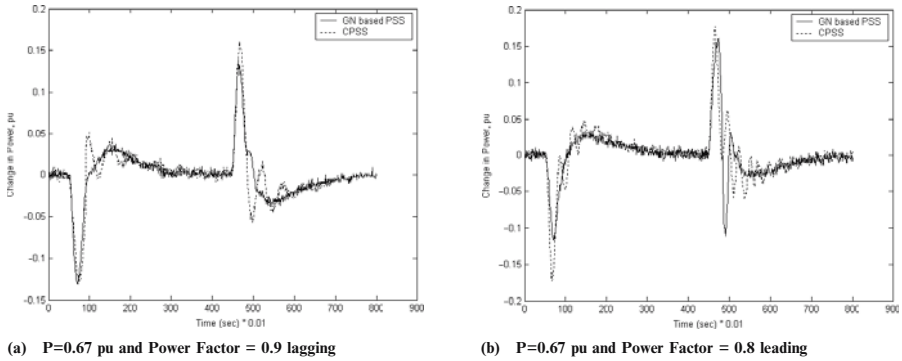 0.2
0.15
0.1
0.05
0
−0.05
−0.1
−0.15
Change in Power, pu
0 100 200 300 400 500 600 700 800 900
Time (sec) * 0.01
GN based PSS
CPSS
(a) P=0.67 pu and Power Factor = 0.9 lagging
0.2
0.15
0.1
0.05
0
−0.05
−0.1
−0.15
−0.2
Change in Power, pu
0 100 200 300 400 500 600 700 800 900
Time (sec) * 0.01
GN based PSS
CPSS
(b) P=0.67 pu and Power Factor = 0.8 leading